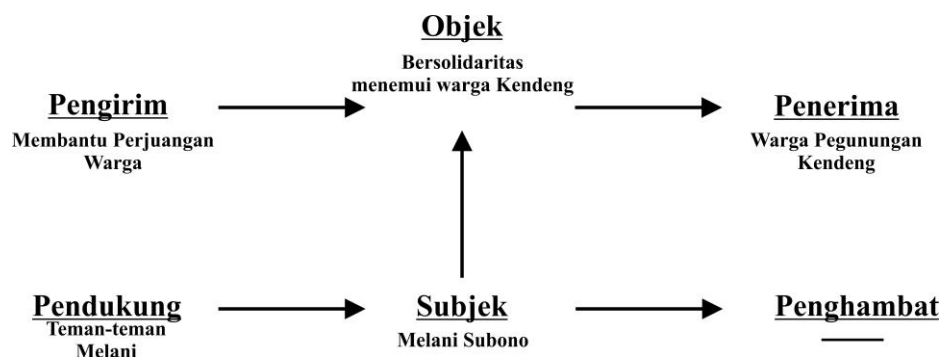 Objek
Bersolidaritas
menemui warga Kendeng
Pengirim
Membantu Perjuangan
Warga
Penerima
Warga Pegunungan
Kendeng
Pendukung
Teman-teman
Melani
Subjek
Melani Subono
Penghambat